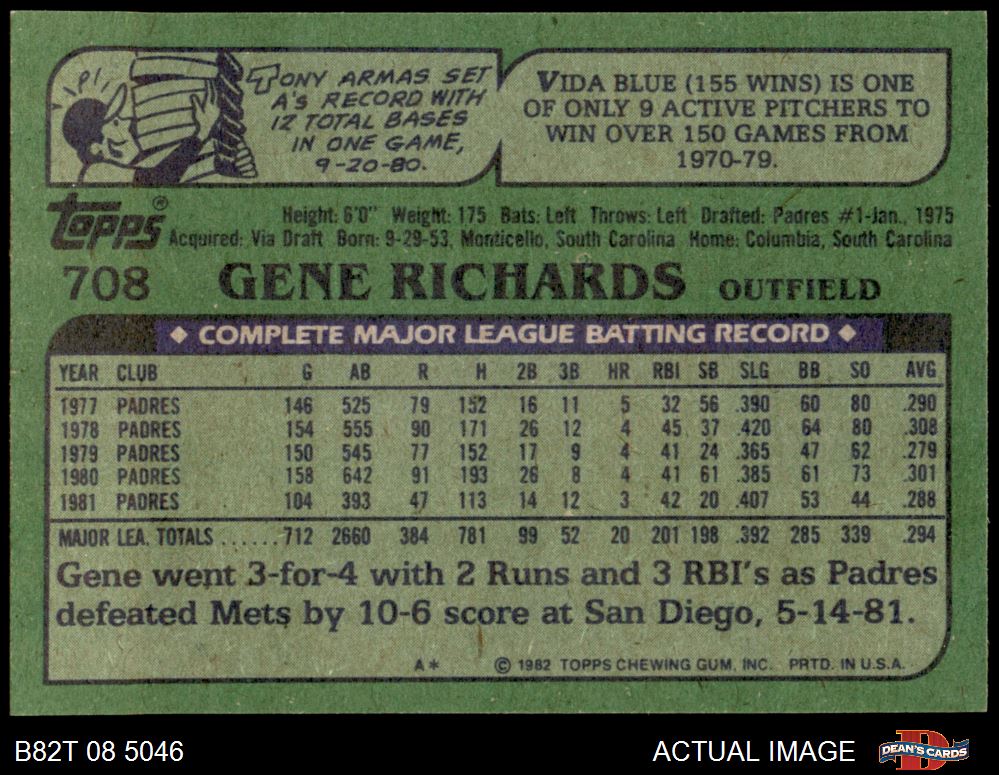 P!
TONY ARMAS SET
A'S RECORD WITH
12 TOTAL BASES
IN ONE GAME,
9-20-80.
VIDA BLUE (155 WINS) IS ONE
OF ONLY 9 ACTIVE PITCHERS TO
WIN OVER 150 GAMES FROM
1970-79.
topps®
Height: 6'0" Weight: 175 Bats: Left Throws: Left Drafted: Padres #1-Jan., 1975
Acquired: Via Draft Born: 9-29-53, Monticello, South Carolina Home: Columbia, South Carolina
708 GENE RICHARDS OUTFIELD
◆ COMPLETE MAJOR LEAGUE BATTING RECORD ◆
YEAR CLUB G AB R H 2B 3B HR RBI SB SLG BB SO AVG
1977 PADRES 146 525 79 152 16 11 5 32 56 .390 60 80 .290
1978 PADRES 154 555 90 171 26 12 4 45 37 .420 64 80 .308
1979 PADRES 150 545 77 152 17 9 4 41 24 .365 47 62 .279
1980 PADRES 158 642 91 193 26 8 4 41 61 .385 61 73 .301
1981 PADRES 104 393 47 113 14 12 3 42 20 .407 53 44 .288
MAJOR LEA. TOTALS ......712 2660 384 781 99 52 20 201 198 .392 285 339 .294
Gene went 3-for-4 with 2 Runs and 3 RBI's as Padres
defeated Mets by 10-6 score at San Diego, 5-14-81.
A* © 1982 TOPPS CHEWING GUM, INC. PRTD. IN U.S.A.
B82T 08 5046 ACTUAL IMAGE D DEAN'S CARDS